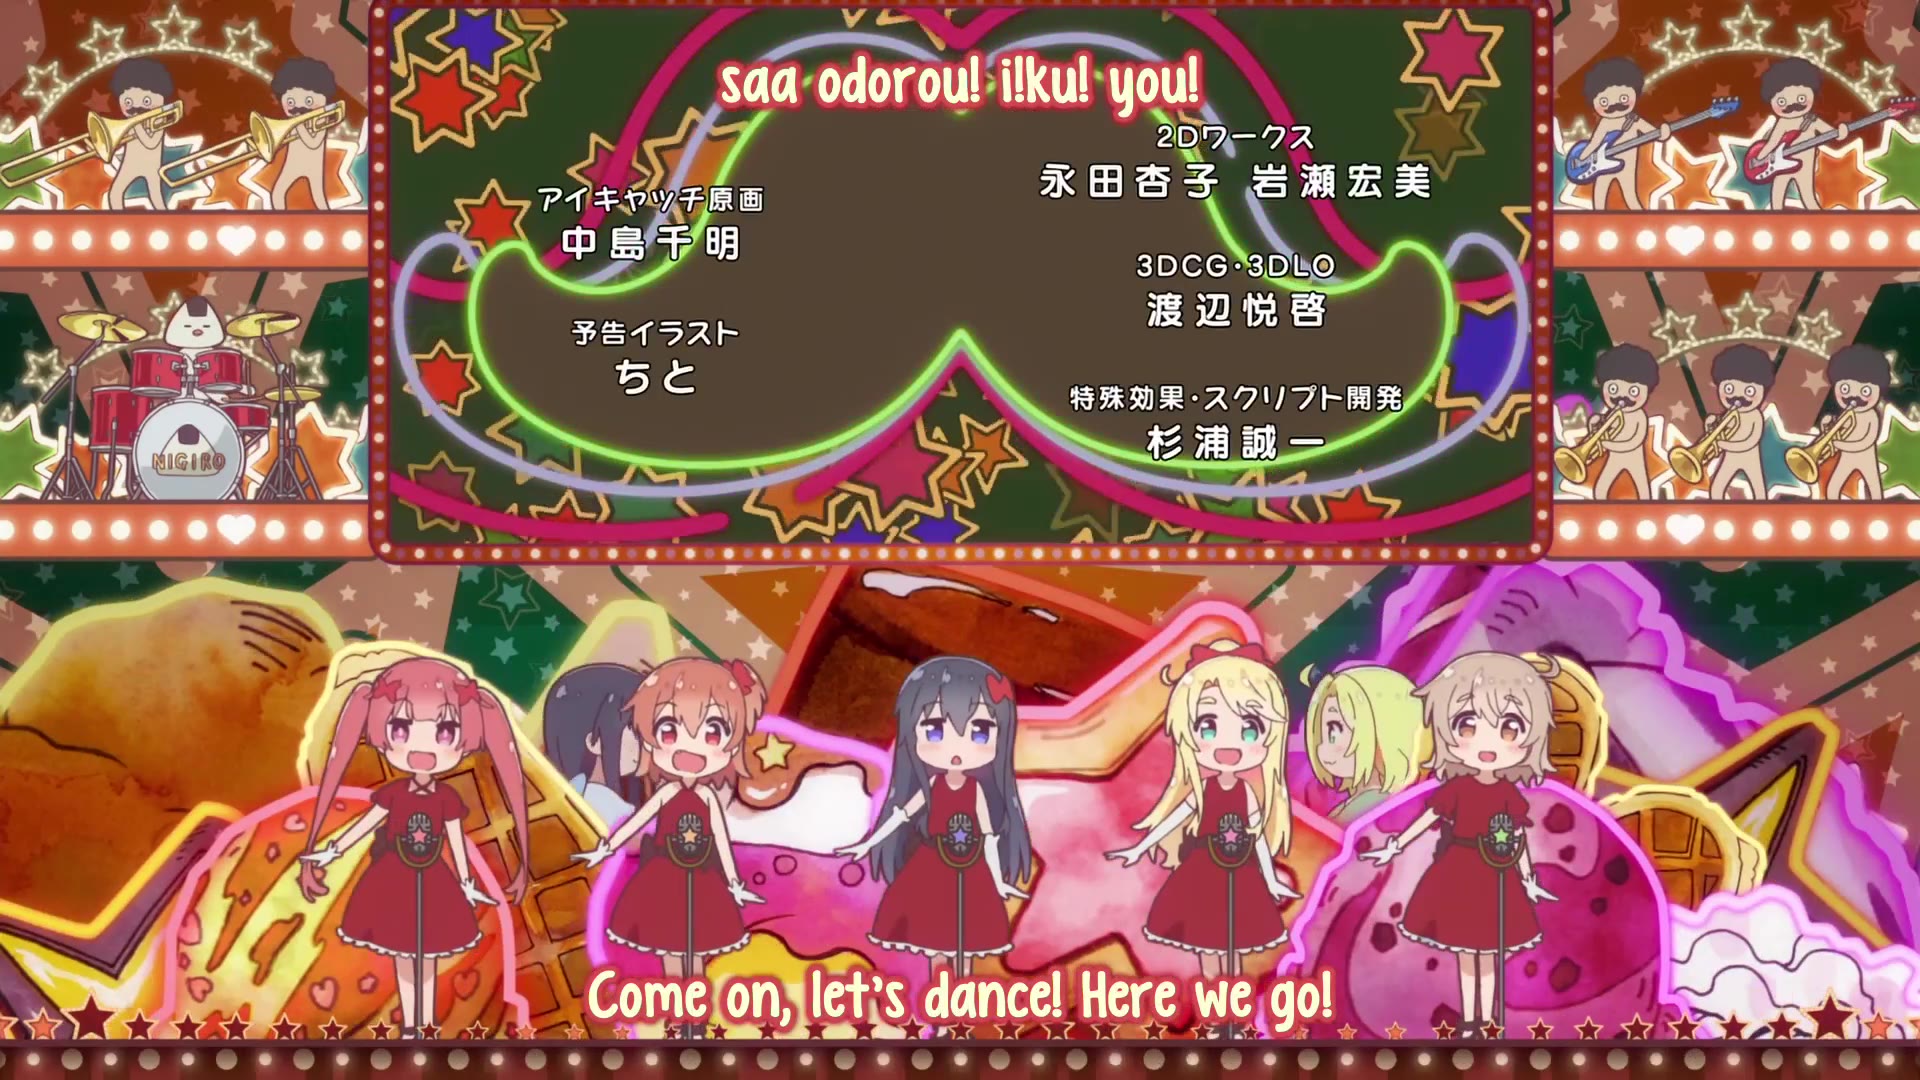 saa odorou! i!ku! you!
アイキャッチ原画
中島千明
予告イラスト
ちと
2Dワークス
永田杏子 岩瀬宏美
3DCG・3DLO
渡辺悦啓
特殊効果・スクリプト開発
杉浦誠一
NIGIRO
Come on, let's dance! Here we go!